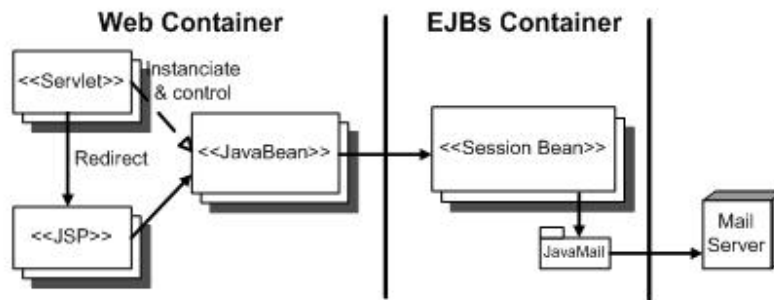 Web Container
EJBs Container
<<Servlet>>
Instanciate
& control
Redirect
<<JavaBean>>
<<Session Bean>>
<<JSP>>
JavaMail
Mail
Server